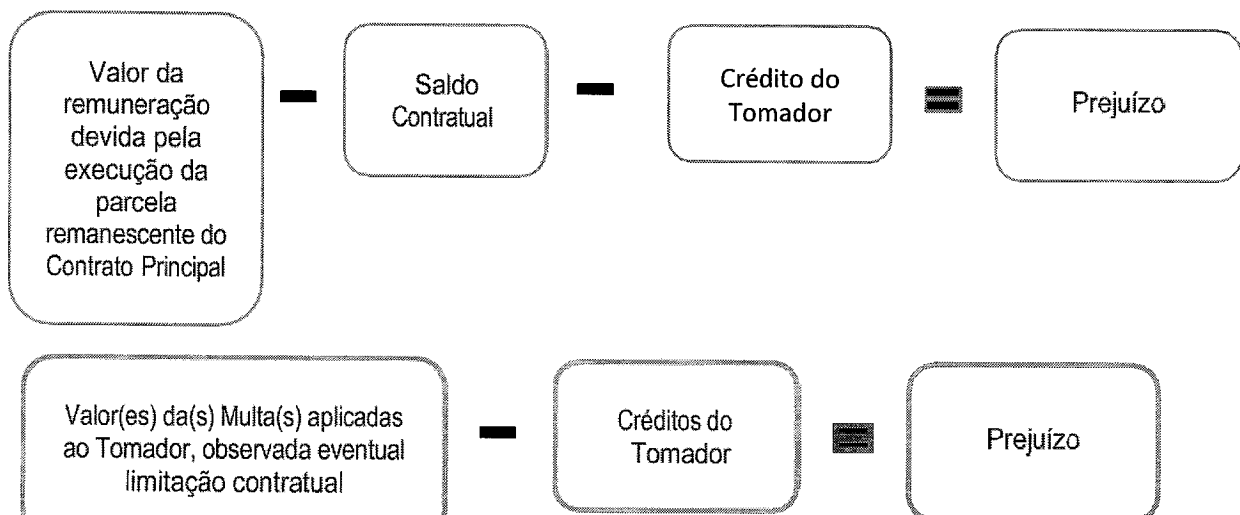 Valor da
remuneração
devida pela
execução da
parcela
remanescente do
Contrato Principal
-
Saldo
Contratual
-
Crédito do
Tomador
=
Prejuízo
Valor(es) da(s) Multa(s) aplicadas
ao Tomador, observada eventual
limitação contratual
-
Créditos do
Tomador
=
Prejuízo